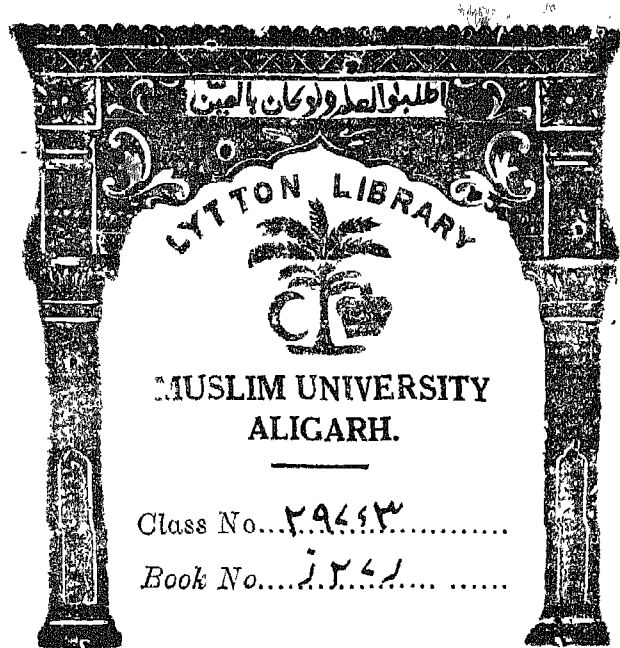 اطلبوا العلم ولو كان بالصين
LYTTON LIBRARY
MUSLIM UNIVERSITY
ALIGARH.
Class No.
Book No.